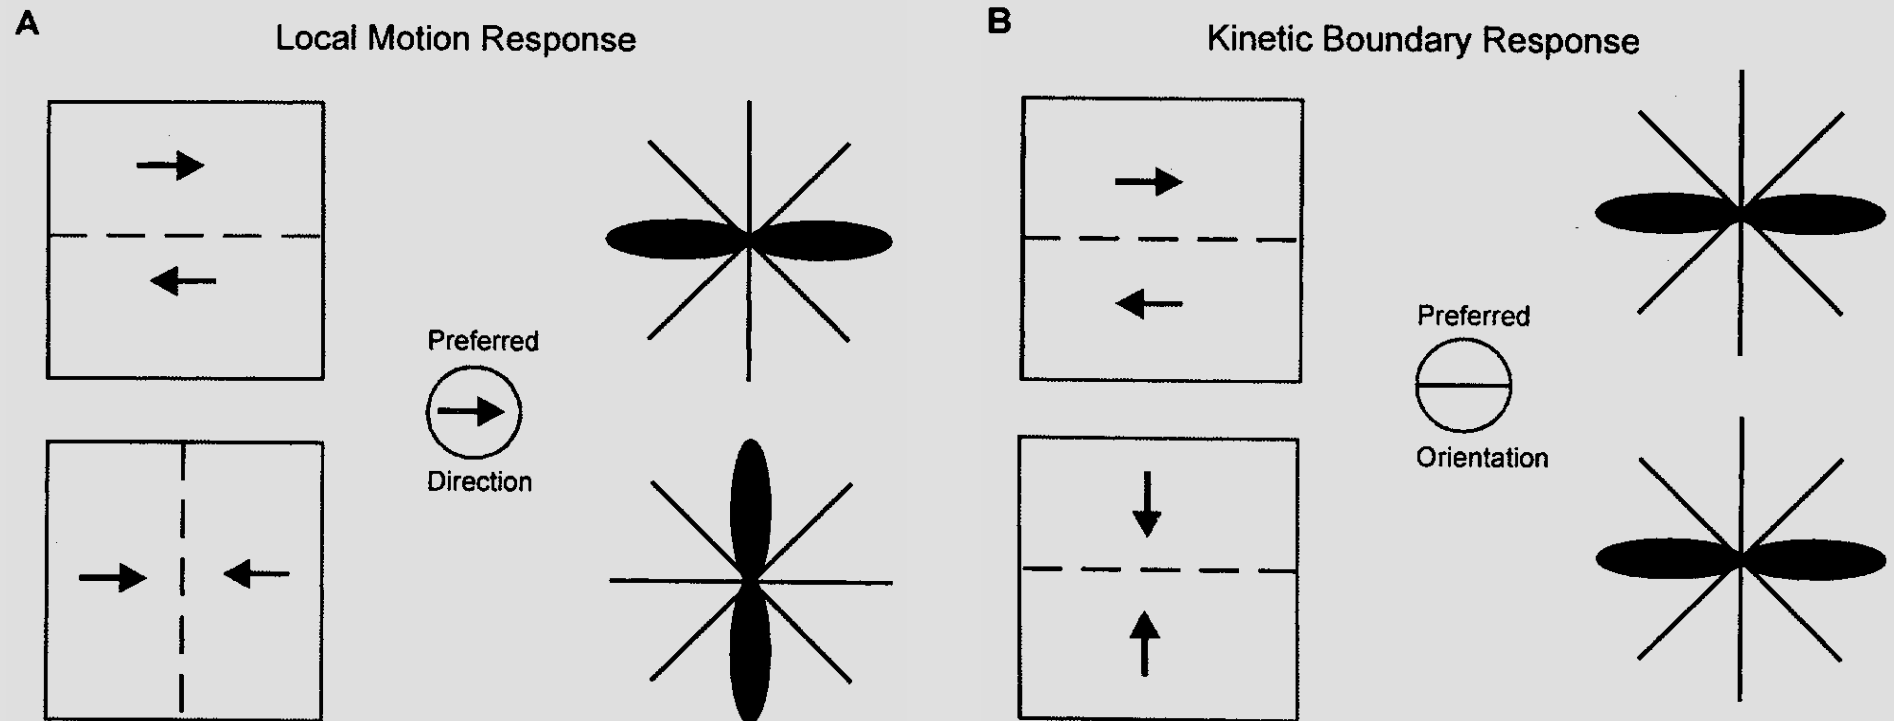 A
Local Motion Response
Preferred
Direction
B
Kinetic Boundary Response
Preferred
Orientation